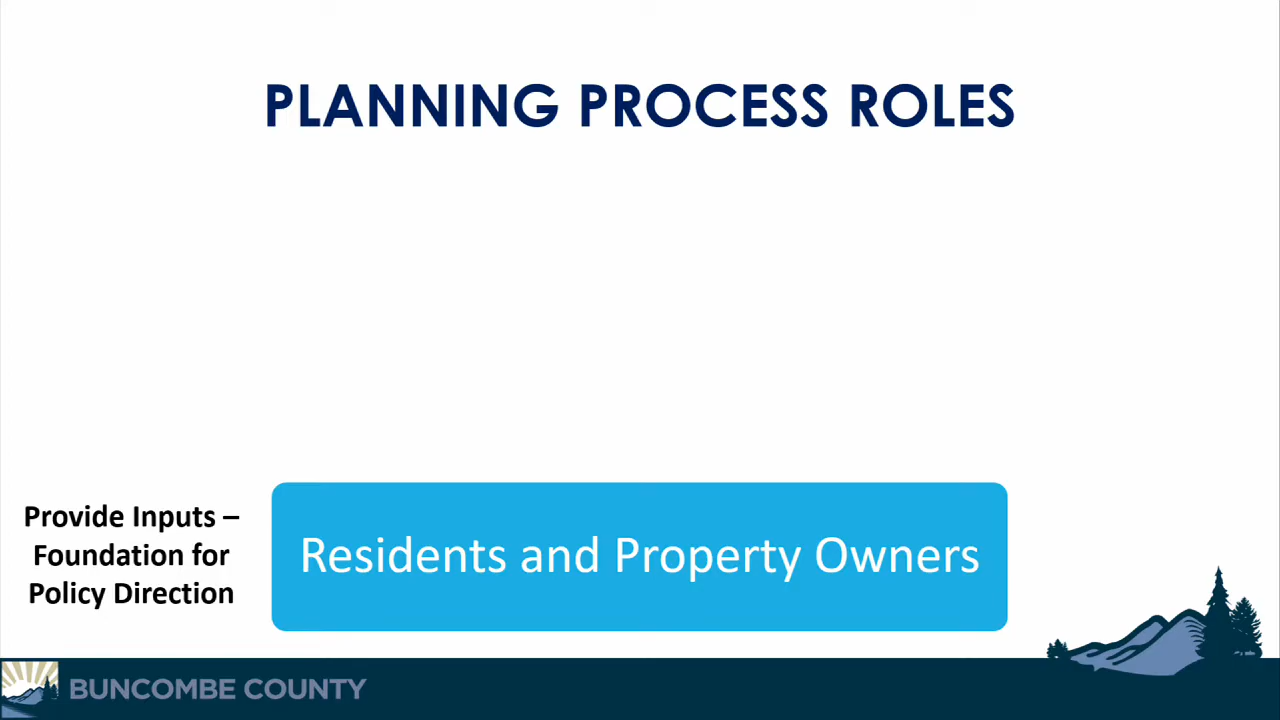 PLANNING PROCESS ROLES
Provide Inputs –
Foundation for
Policy Direction
Residents and Property Owners
BUNCOMBE COUNTY